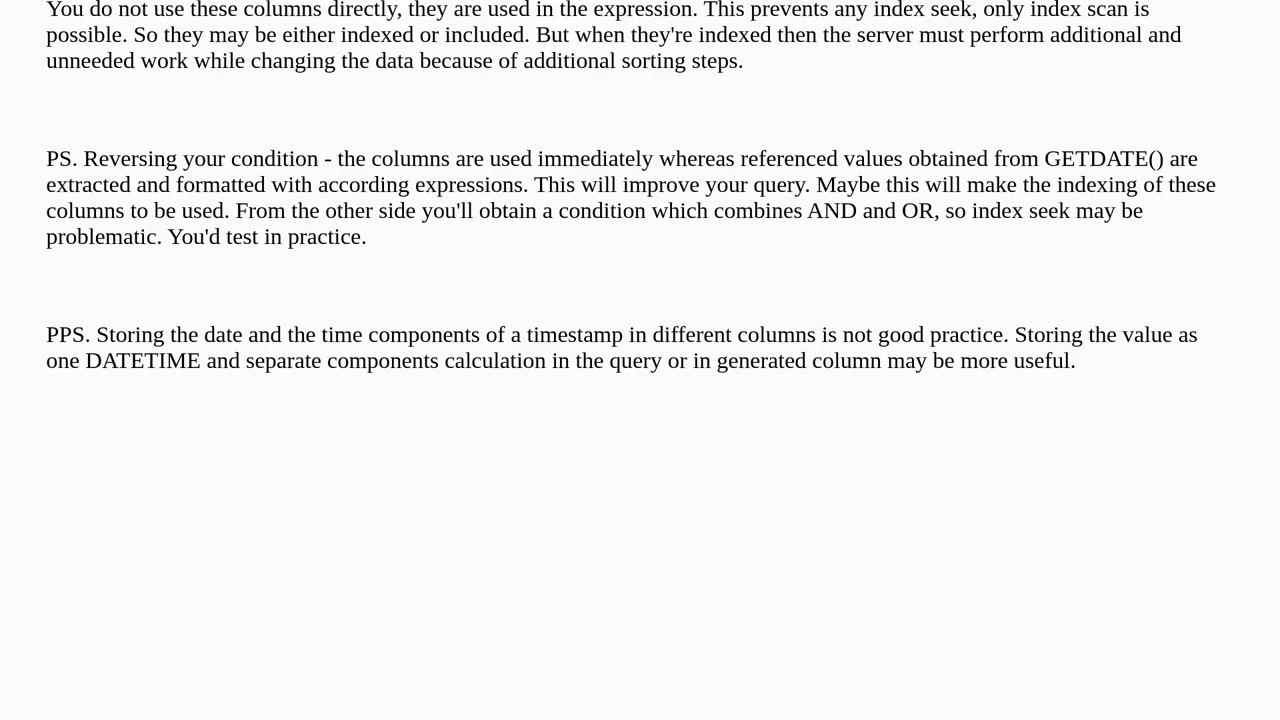 You do not use these columns directly, they are used in the expression. This prevents any index seek, only index scan is
possible. So they may be either indexed or included. But when they're indexed then the server must perform additional and
unneeded work while changing the data because of additional sorting steps.
PS. Reversing your condition - the columns are used immediately whereas referenced values obtained from GETDATE() are
extracted and formatted with according expressions. This will improve your query. Maybe this will make the indexing of these
columns to be used. From the other side you'll obtain a condition which combines AND and OR, so index seek may be
problematic. You'd test in practice.
PPS. Storing the date and the time components of a timestamp in different columns is not good practice. Storing the value as
one DATETIME and separate components calculation in the query or in generated column may be more useful.